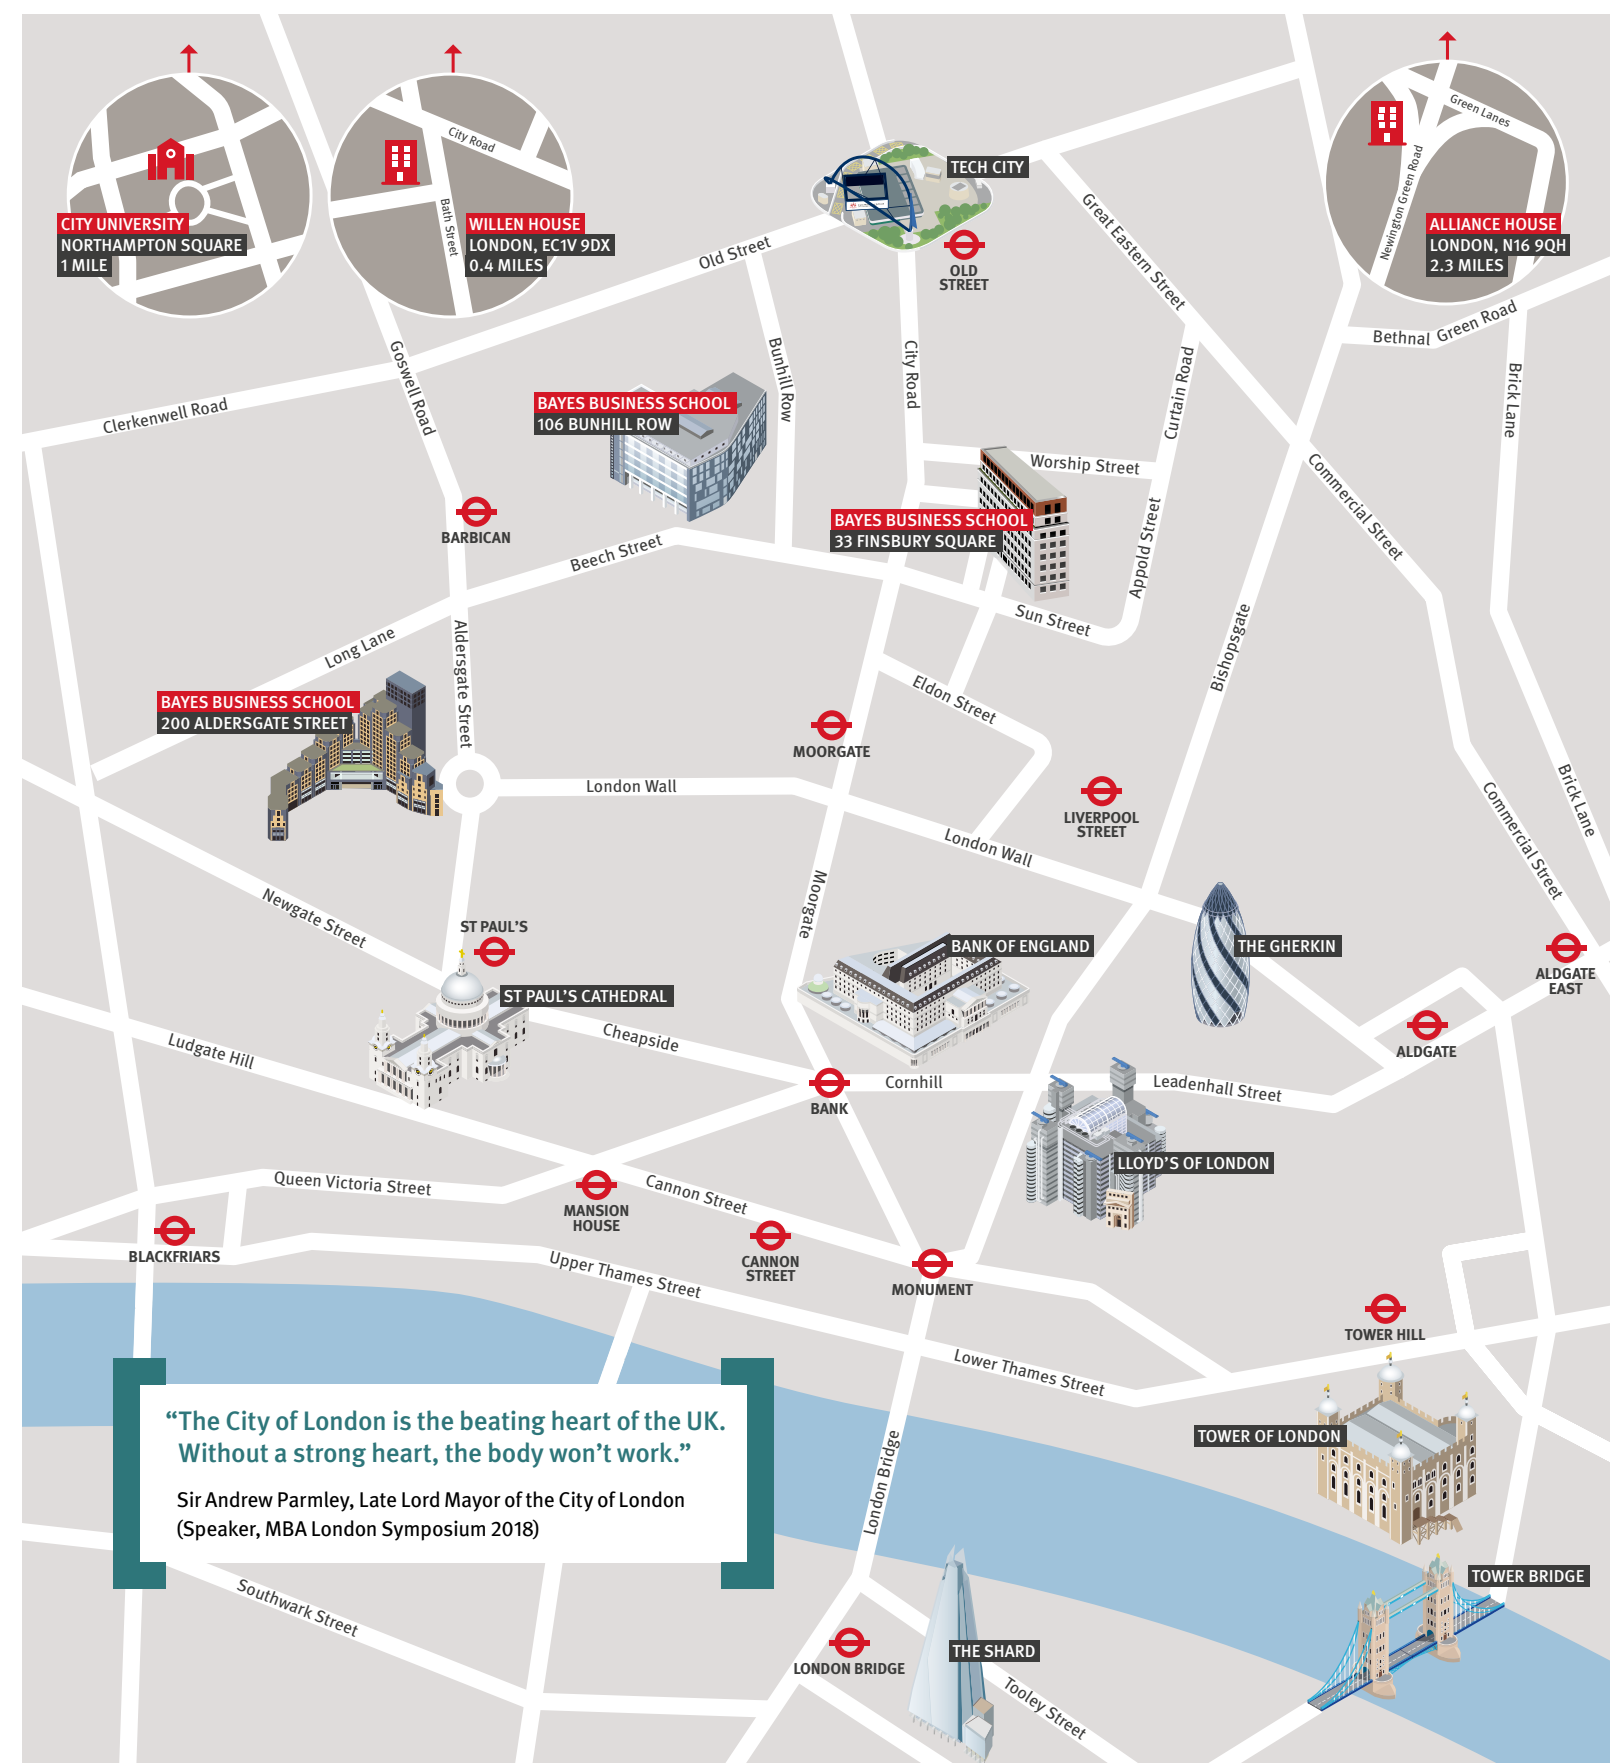 Green Lanes
City Road
Newington Green Road
TECH CITY
Bath Street
CITY UNIVERSITY
NORTHAMPTON SQUARE
1 MILE
WILLEN HOUSE
LONDON, EC1V 9DX
0.4 MILES
ALLIANCE HOUSE
LONDON, N16 9QH
2.3 MILES
Great Eastern Street
Old Street
OLD
STREET
Bethnal Green Road
Goswell Road
Bunhill Row
City Road
Curtain Road
Brick Lane
Clerkenwell Road
BAYES BUSINESS SCHOOL
106 BUNHILL ROW
Worship Street
Commercial Street
BARBICAN
BAYES BUSINESS SCHOOL
33 FINSBURY SQUARE
Beech Street
Appold Street
Sun Street
Long Lane
Aldersgate Street
Bishopsgate
BAYES BUSINESS SCHOOL
200 ALDERSGATE STREET
Eldon Street
MOORGATE
London Wall
LIVERPOOL
STREET
Brick Lane
London Wall
Commercial Street
Moorgate
Newgate Street
ST PAUL'S
BANK OF ENGLAND
THE GHERKIN
ALDGATE
EAST
ST PAUL'S CATHEDRAL
Ludgate Hill
Cheapside
ALDGATE
Cornhill
Leadenhall Street
BANK
LLOYD'S OF LONDON
Queen Victoria Street
Cannon Street
MANSION
HOUSE
BLACKFRIARS
Upper Thames Street
CANNON
STREET
MONUMENT
TOWER HILL
Lower Thames Street
“The City of London is the beating heart of the UK.
Without a strong heart, the body won’t work.”
Sir Andrew Parmley, Late Lord Mayor of the City of London
(Speaker, MBA London Symposium 2018)
TOWER OF LONDON
London Bridge
TOWER BRIDGE
Southwark Street
THE SHARD
LONDON BRIDGE
Tooley Street